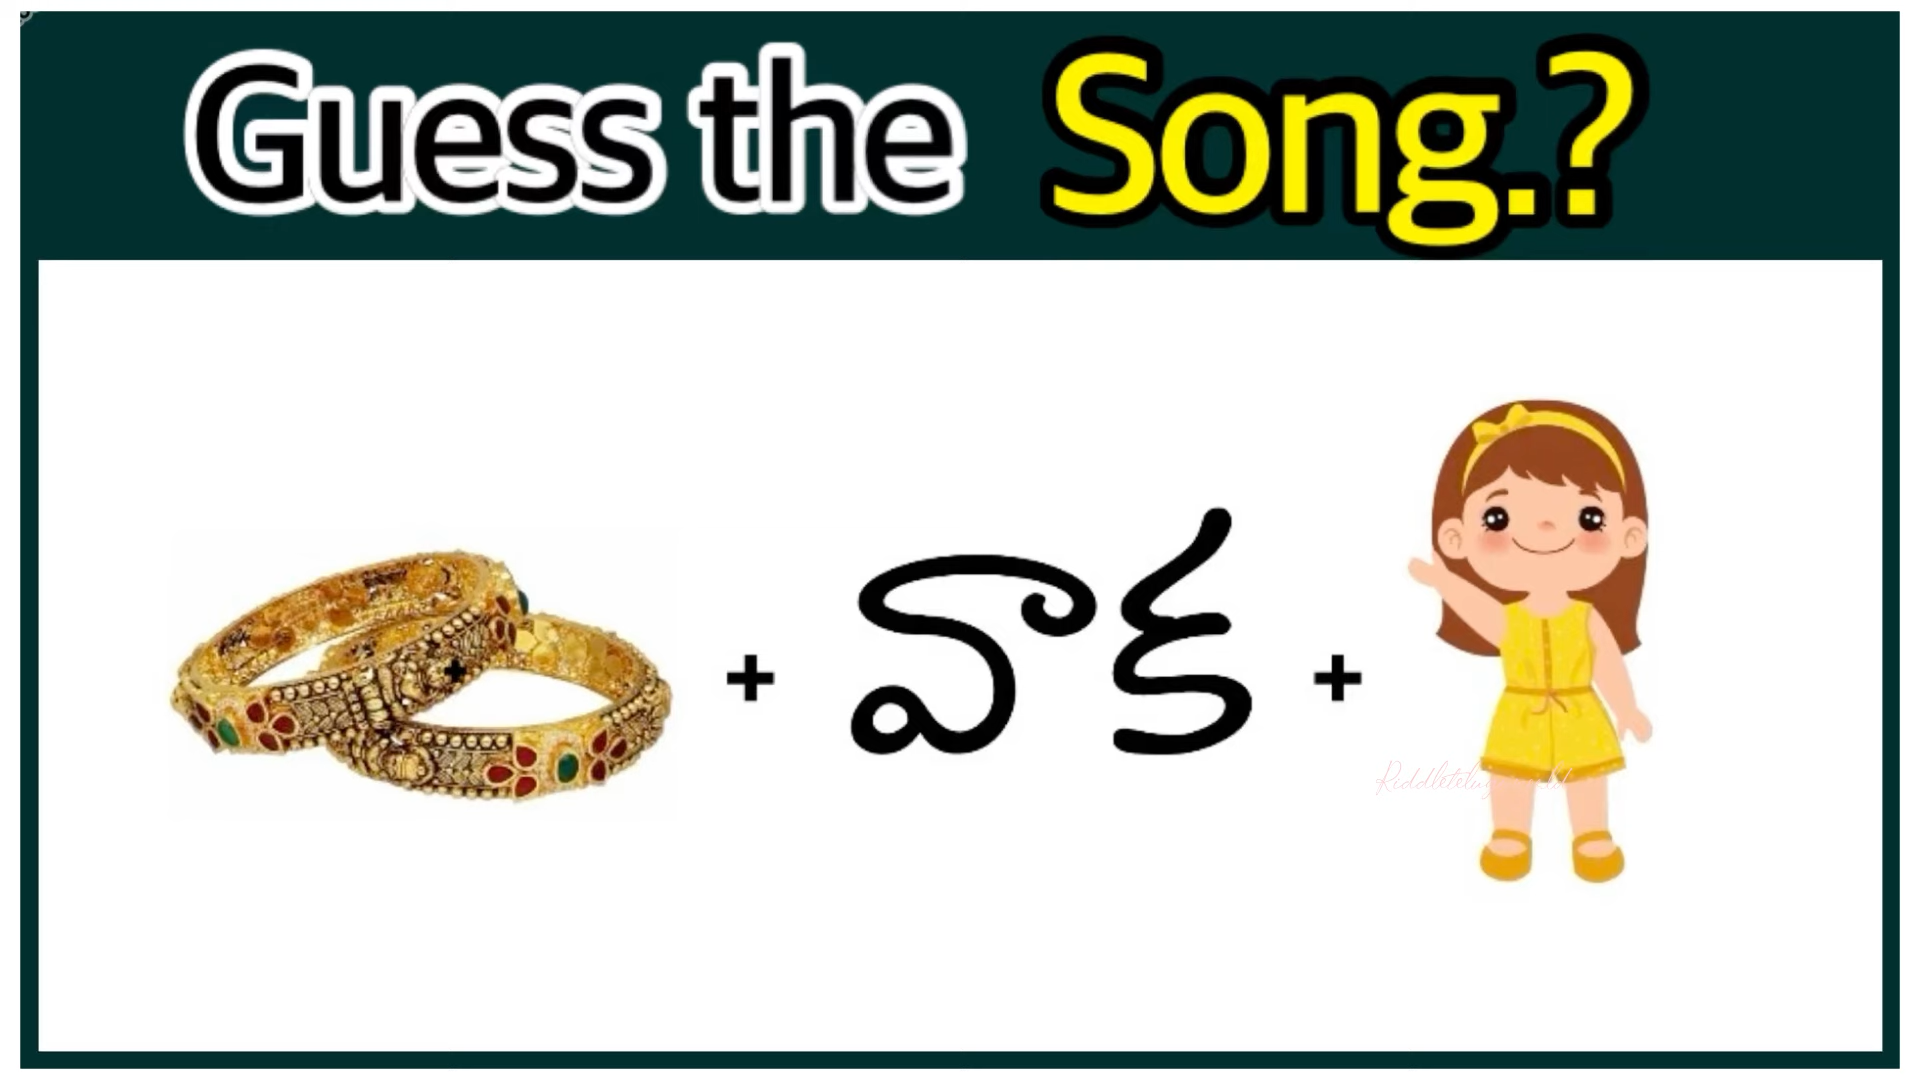 Guess the Song.?
+ వాక +